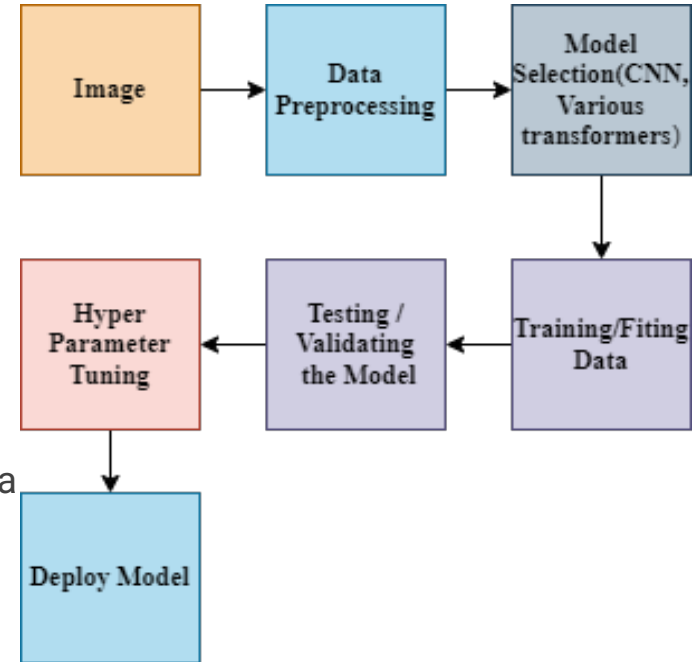 Image
Data
Preprocessing
Model
Selection(CNN,
Various
transformers)
Hyper
Parameter
Tuning
Testing /
Validating
the Model
Training/Fiting
Data
a
Deploy Model